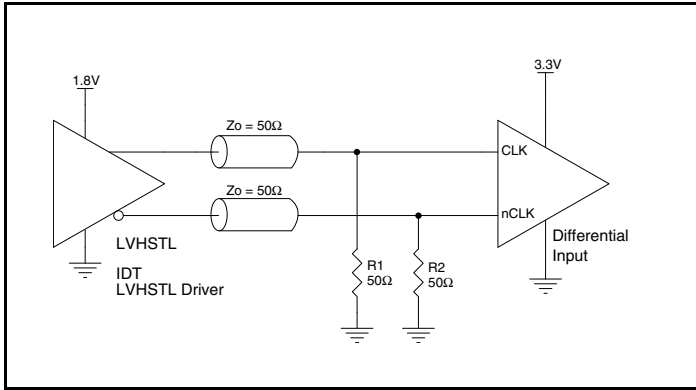 1.8V
3.3V
Zo = 50Ω
CLK
Zo = 50Ω
nCLK
LVHSTL
Differential
Input
IDT
LVHSTL Driver
R1
50Ω
R2
50Ω